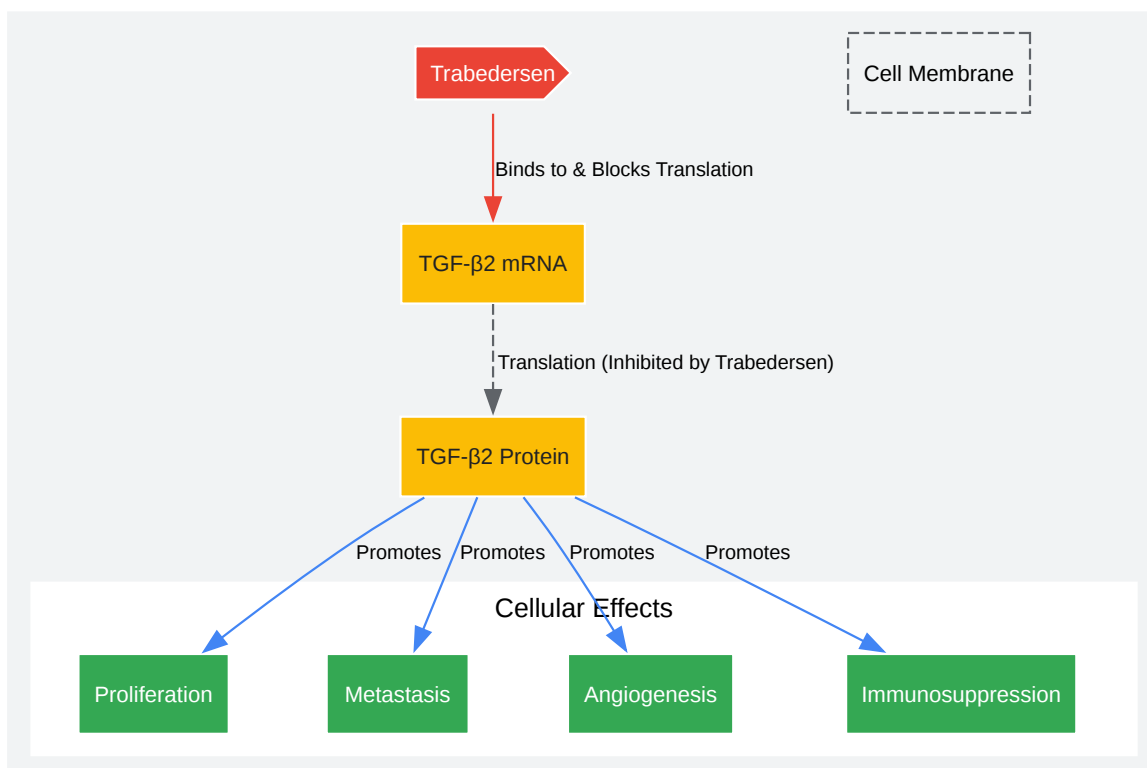 Trabedersen
Cell Membrane
Binds to & Blocks Translation
TGF-β2 mRNA
Translation (Inhibited by Trabedersen)
TGF-β2 Protein
Promotes
Promotes
Promotes
Promotes
Cellular Effects
Proliferation
Metastasis
Angiogenesis
Immunosuppression